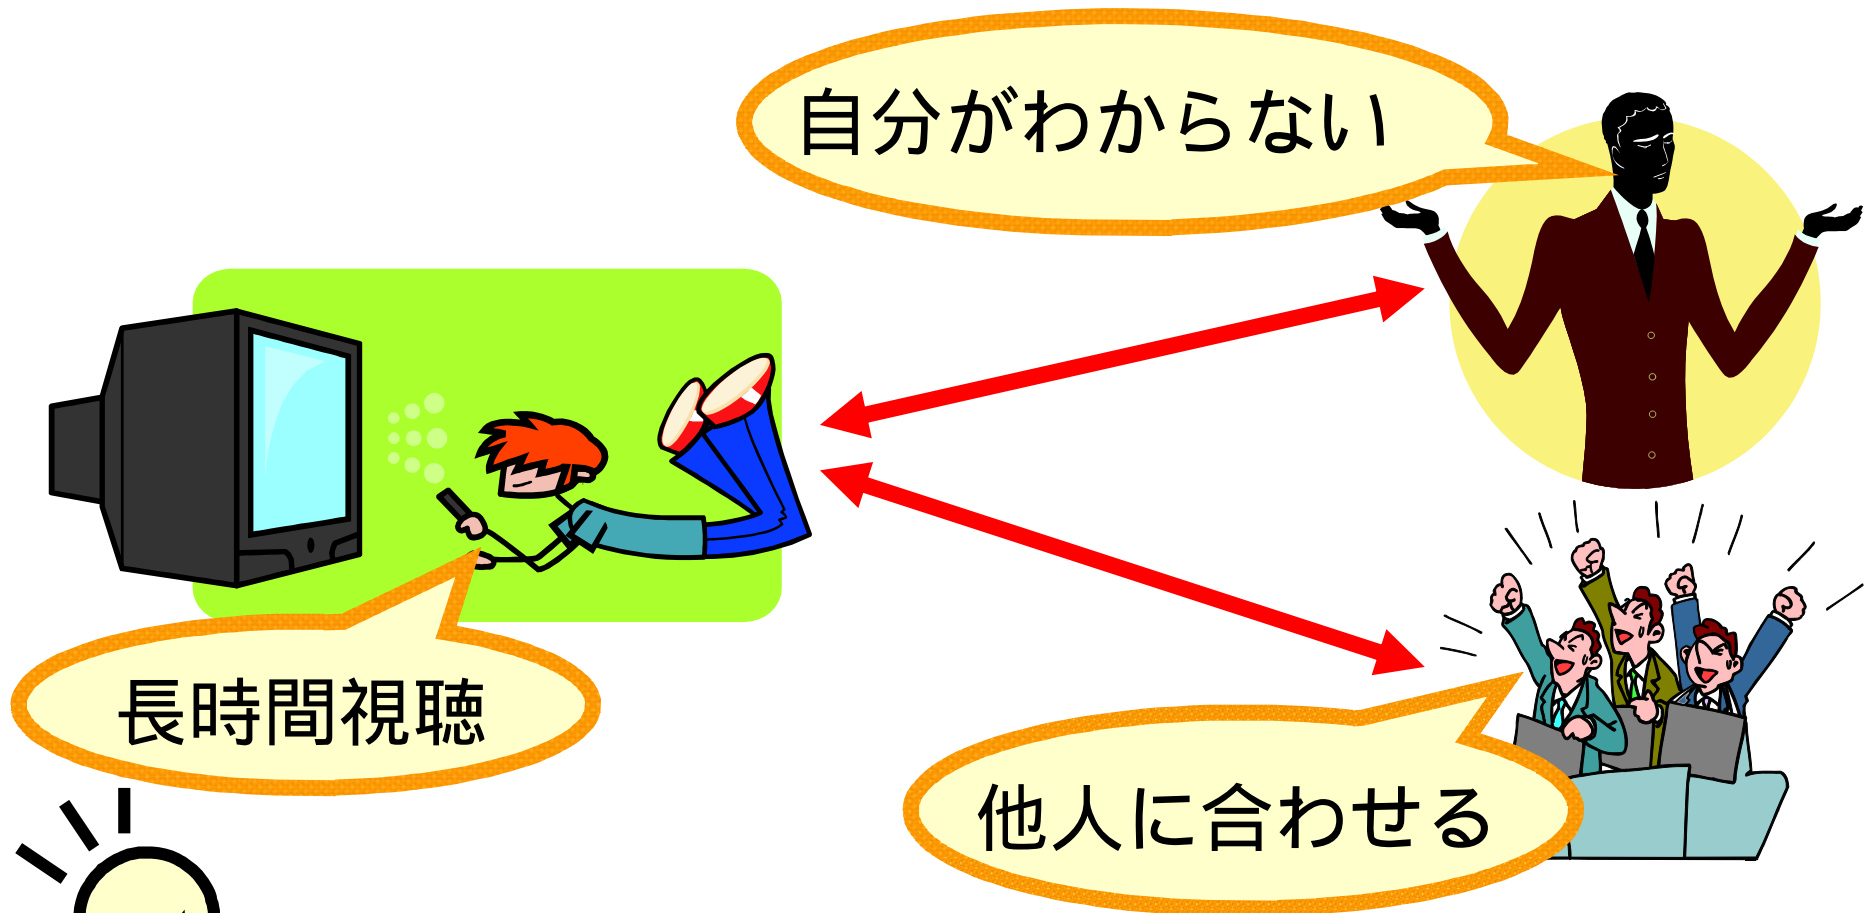 自分がわからない
長時間視聴
他人に合わせる